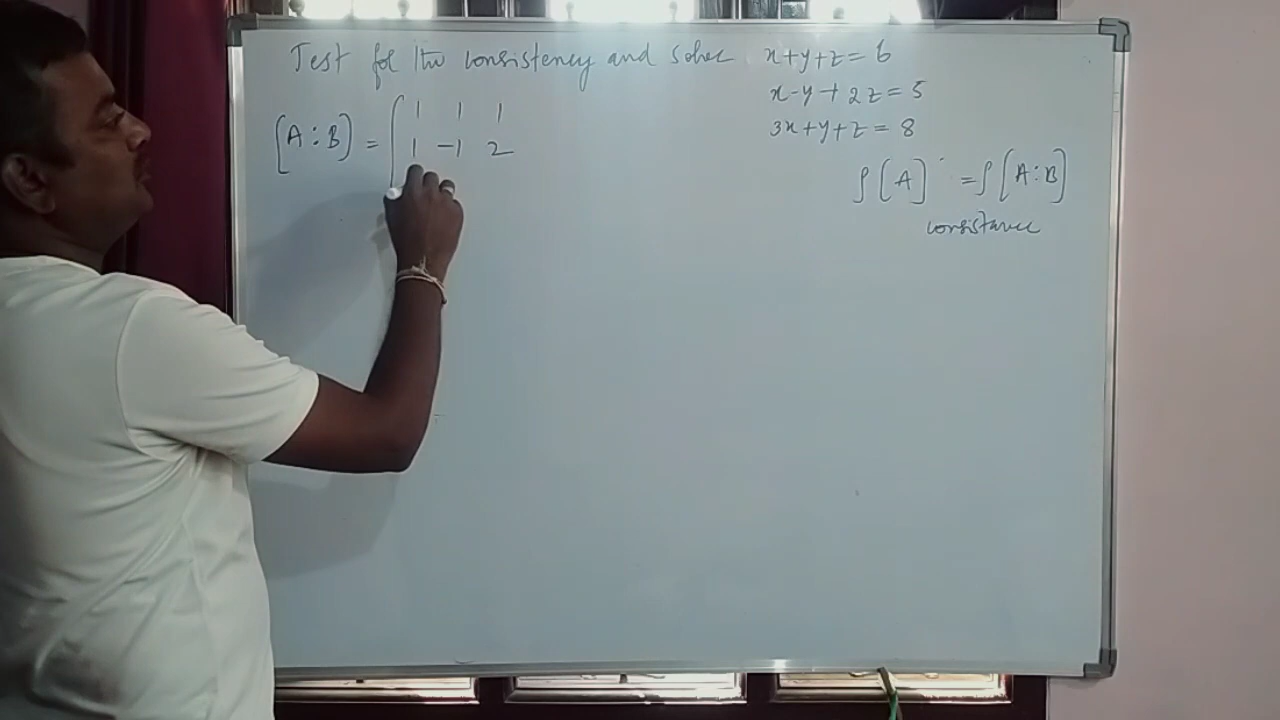 Test for the consistency and solve x+y+z=6
x-y+2z=5
3x+y+z=8
[A:B] = [ 1 1 1
1 -1 2
ρ[A] = ρ[A:B]
consistance